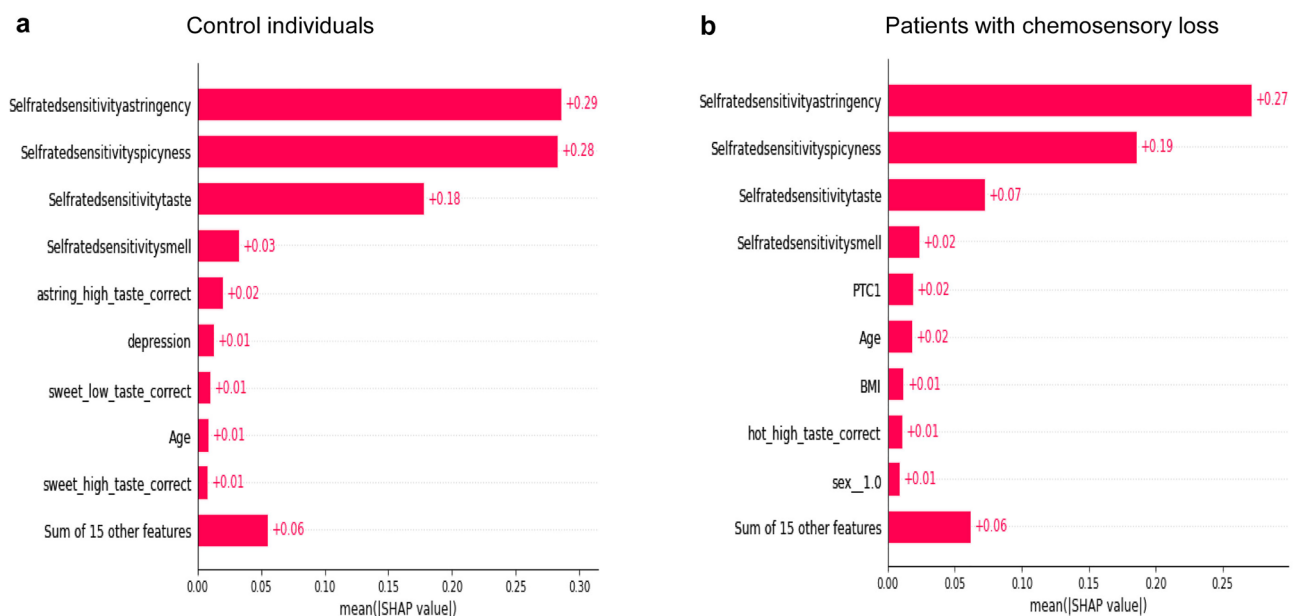 a
Control individuals
Selfratedsensitivityastringency
+0.29
Selfratedsensitivityspicyness
+0.28
Selfratedsensitivitytaste
+0.18
Selfratedsensitivitysmell
+0.03
astring_high_taste_correct
+0.02
depression
+0.01
sweet_low_taste_correct
+0.01
Age
+0.01
sweet_high_taste_correct
+0.01
Sum of 15 other features
+0.06
0.00 0.05 0.10 0.15 0.20 0.25 0.30
mean(|SHAP value|)
b
Patients with chemosensory loss
Selfratedsensitivityastringency
+0.27
Selfratedsensitivityspicyness
+0.19
Selfratedsensitivitytaste
+0.07
Selfratedsensitivitysmell
+0.02
PTC1
+0.02
Age
+0.02
BMI
+0.01
hot_high_taste_correct
+0.01
sex__1.0
+0.01
Sum of 15 other features
+0.06
0.00 0.05 0.10 0.15 0.20 0.25
mean(|SHAP value|)